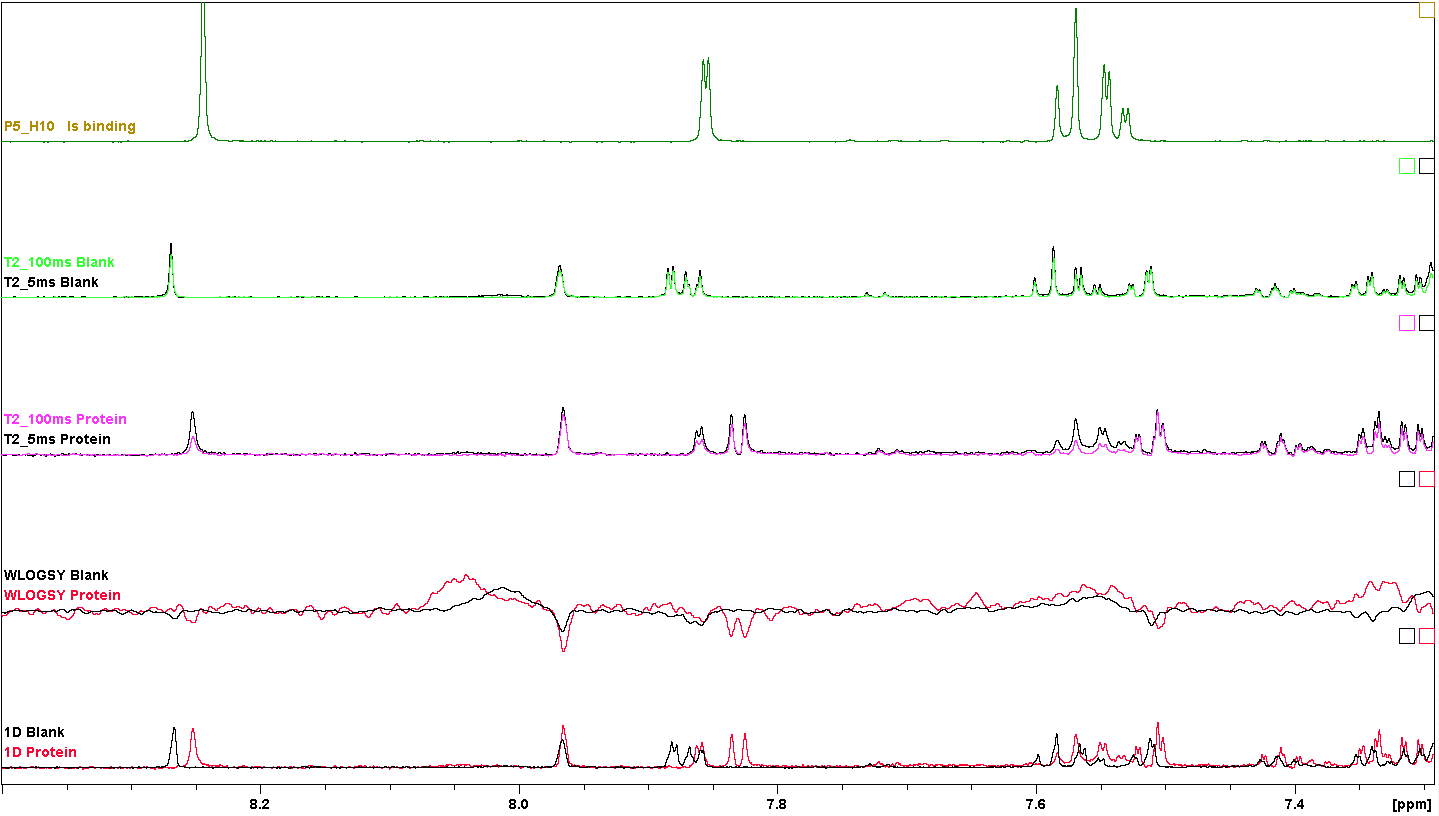 P5_H10 Is binding
T2_100ms Blank
T2_5ms Blank
T2_100ms Protein
T2_5ms Protein
WLOGSY Blank
WLOGSY Protein
1D Blank
1D Protein
8.2 8.0 7.8 7.6 7.4 [ppm]